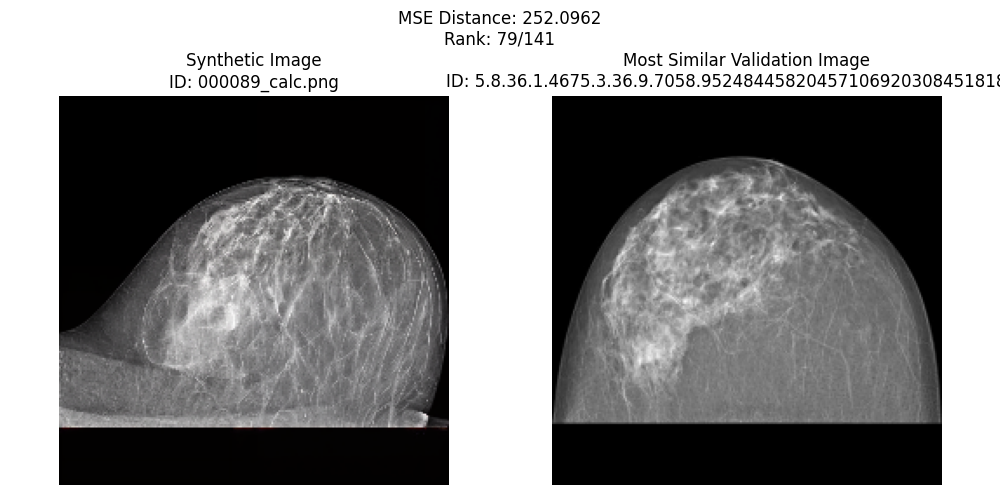 MSE Distance: 252.0962
Rank: 79/141
Synthetic Image
ID: 000089_calc.png
Most Similar Validation Image
ID: 5.8.36.1.4675.3.36.9.7058.95248445820457106920308451818